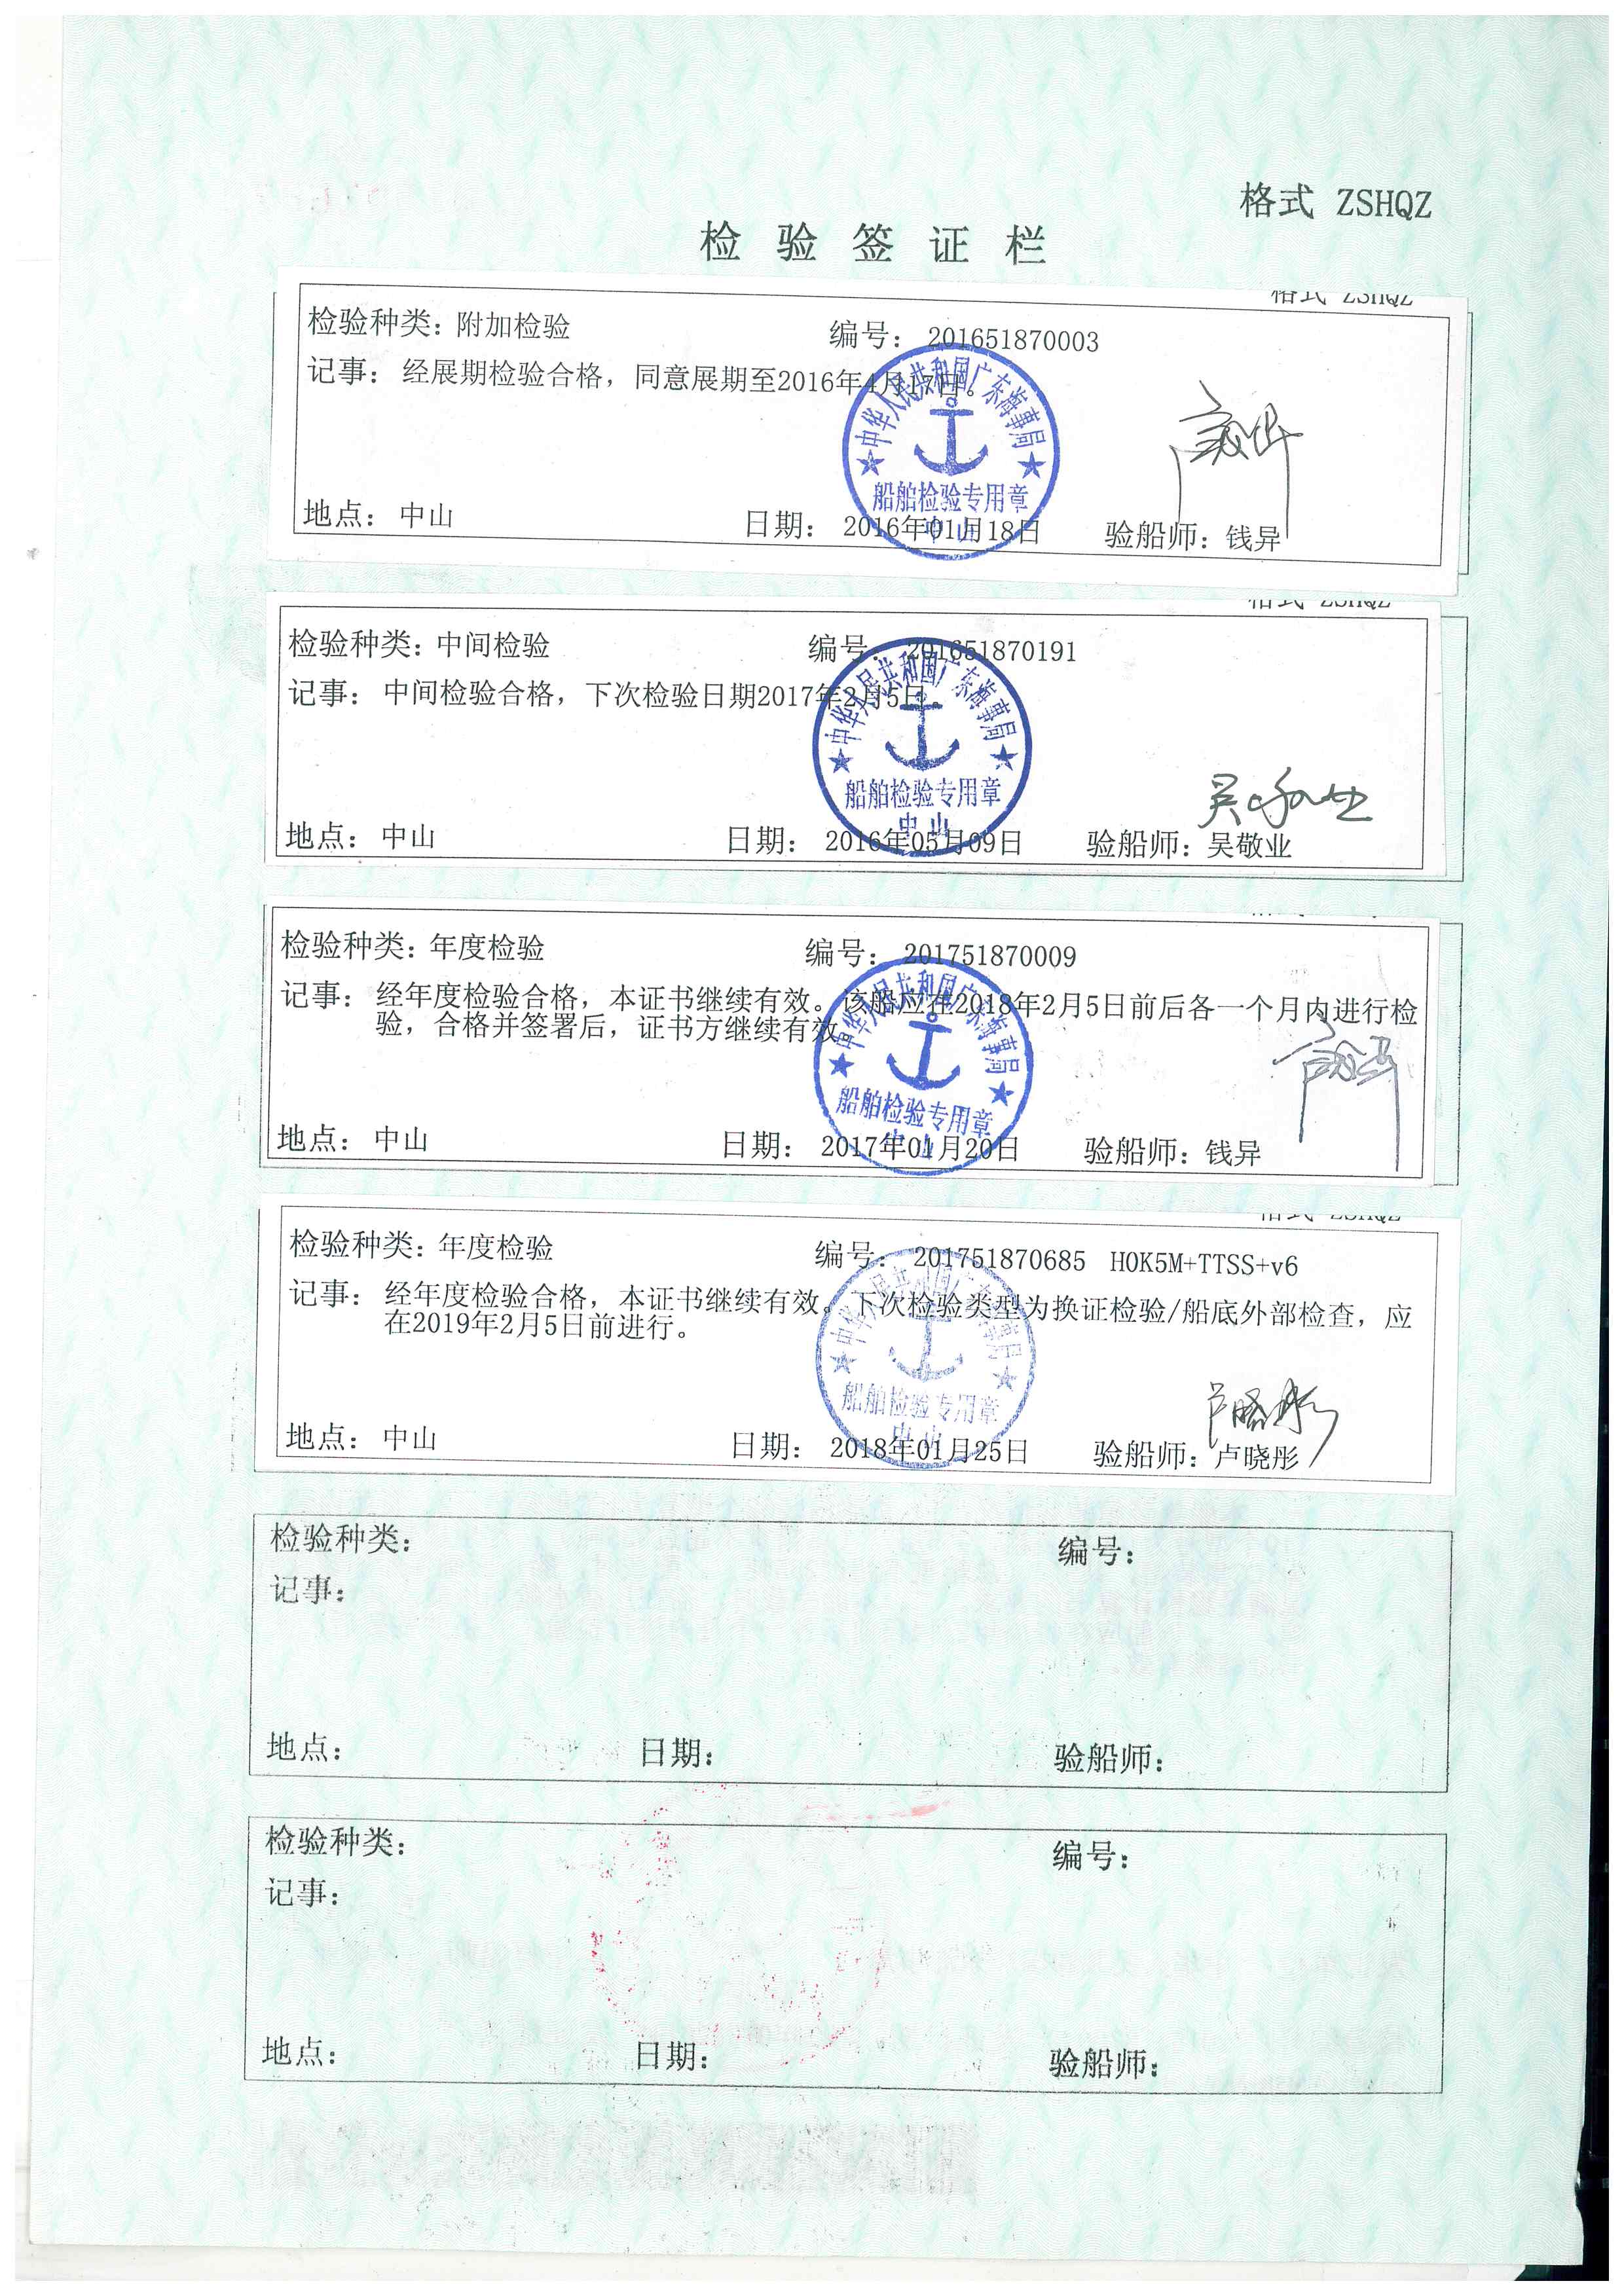 格式 ZSHQZ
检验签证栏
格式 ZSHQZ
检验种类：附加检验 编号：201651870003
记事：经展期检验合格，同意展期至2016年4月17日。
中华人民共和国广东海事局
船舶检验专用章
中山
地点：中山 日期：2016年01月18日 验船师：钱异
格式 ZSHQZ
检验种类：中间检验 编号：201651870191
记事：中间检验合格，下次检验日期2017年2月5日。
中华人民共和国广东海事局
船舶检验专用章
中山
地点：中山 日期：2016年05月09日 验船师：吴敬业
检验种类：年度检验 编号：201751870009
记事：经年度检验合格，本证书继续有效。该船应在2018年2月5日前后各一个月内进行检
验，合格并签署后，证书方继续有效。
中华人民共和国广东海事局
船舶检验专用章
中山
地点：中山 日期：2017年01月20日 验船师：钱异
格式 ZSHQZ
检验种类：年度检验 编号：201751870685 HOK5M+TTSS+v6
记事：经年度检验合格，本证书继续有效。下次检验类型为换证检验/船底外部检查，应
在2019年2月5日前进行。
中华人民共和国广东海事局
船舶检验专用章
中山
地点：中山 日期：2018年01月25日 验船师：卢晓彤
卢晓彤
检验种类： 编号：
记事：
地点： 日期： 验船师：
检验种类： 编号：
记事：
地点： 日期： 验船师：